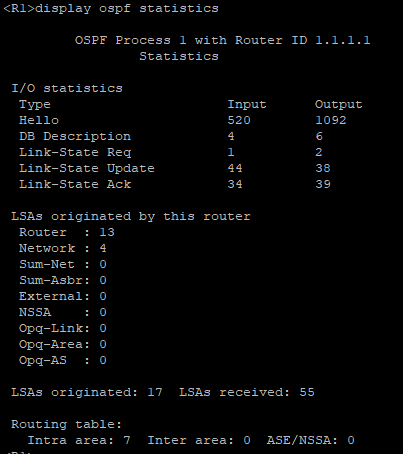 <R1>display ospf statistics
OSPF Process 1 with Router ID 1.1.1.1
Statistics
I/O statistics
Type Input Output
Hello 520 1092
DB Description 4 6
Link-State Req 1 2
Link-State Update 44 38
Link-State Ack 34 39
LSAs originated by this router
Router : 13
Network : 4
Sum-Net : 0
Sum-Asbr: 0
External: 0
NSSA : 0
Opq-Link: 0
Opq-Area: 0
Opq-AS : 0
LSAs originated: 17 LSAs received: 55
Routing table:
Intra area: 7 Inter area: 0 ASE/NSSA: 0
<R1>